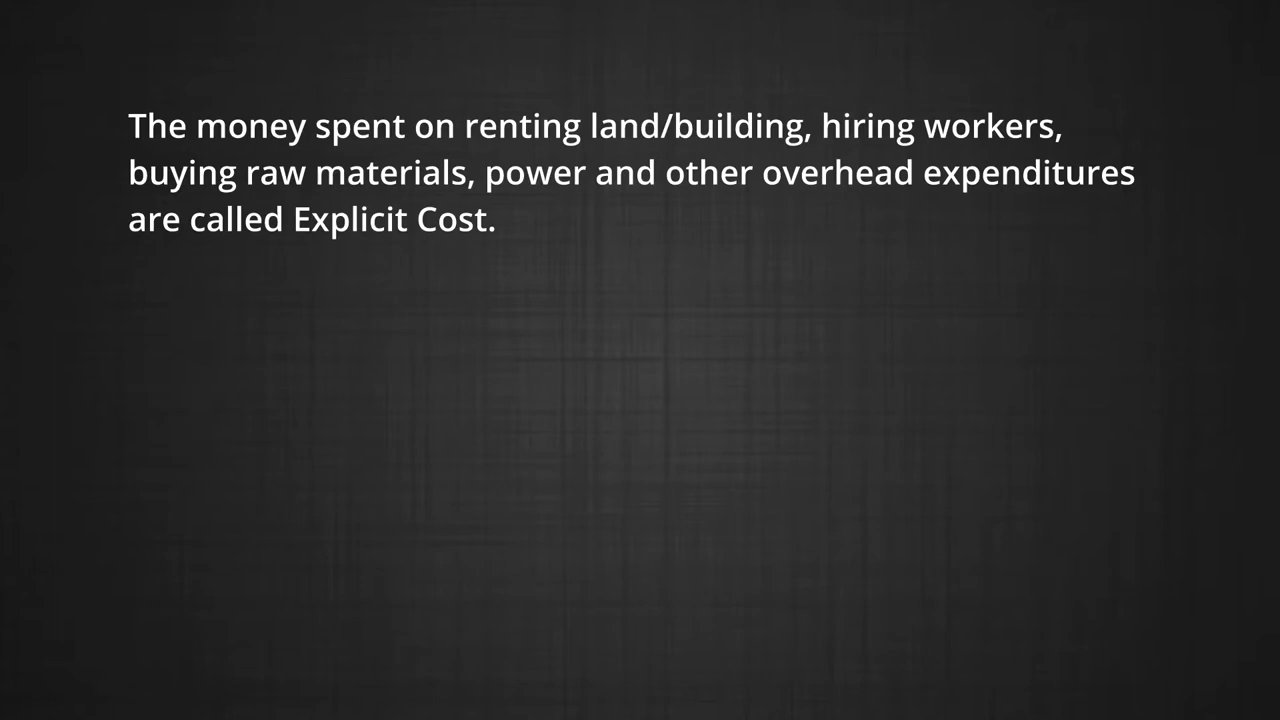 The money spent on renting land/building, hiring workers,
buying raw materials, power and other overhead expenditures
are called Explicit Cost.